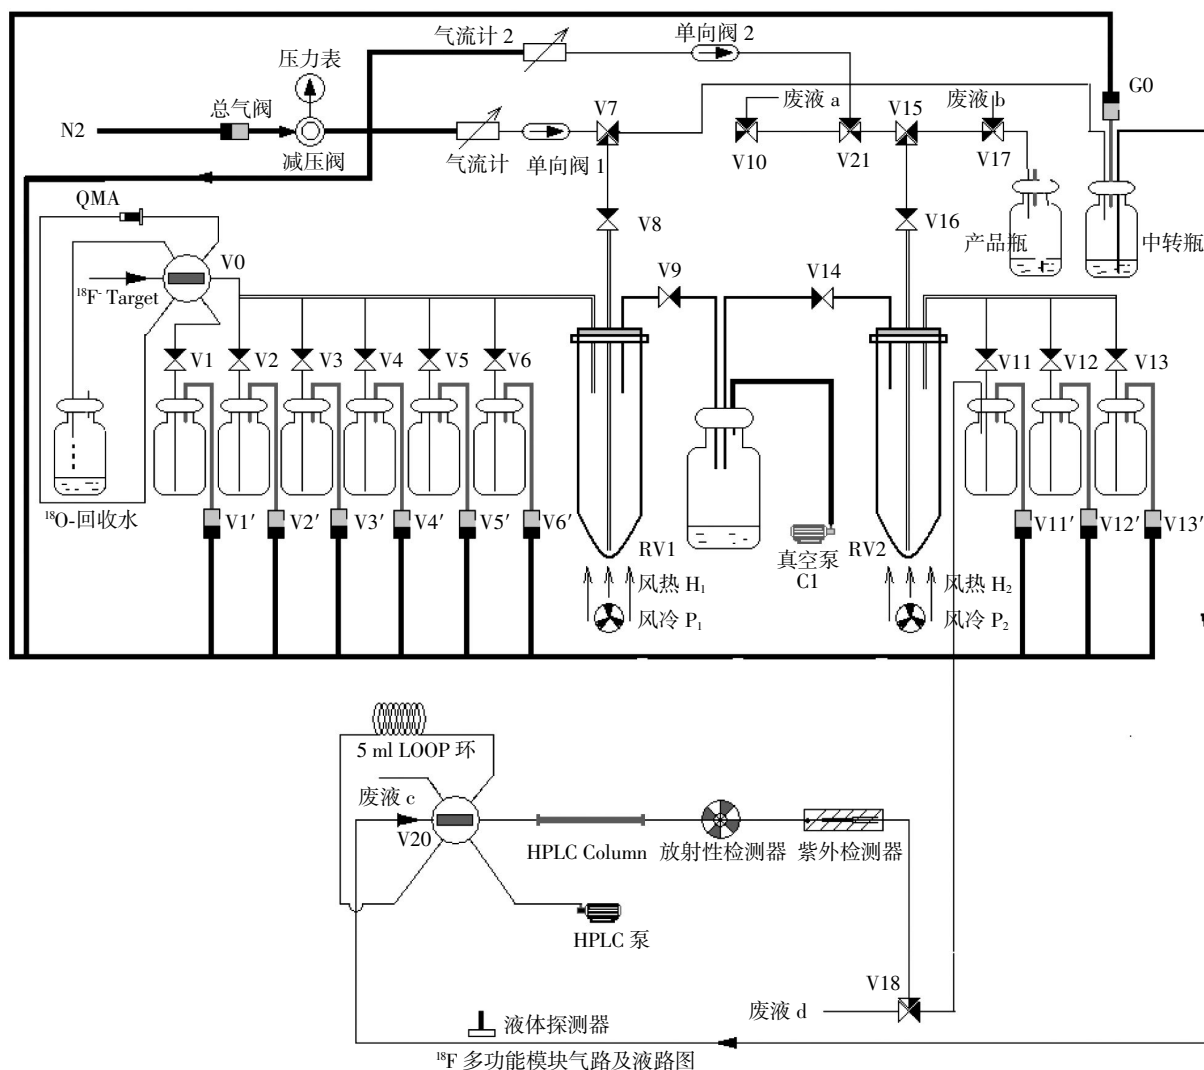 气流计 2
单向阀 2
压力表
总气阀
N2
减压阀
气流计
单向阀 1
V7
废液 a
V10
V21
V15
废液 b
V17
G0
QMA
V8
V16
产品瓶
中转瓶
V0
¹⁸F⁻ Target
V9
V14
V1
V2
V3
V4
V5
V6
V11
V12
V13
¹⁸O-回收水
V1′
V2′
V3′
V4′
V5′
V6′
V11′
V12′
V13′
RV1
真空泵
C1
RV2
风热 H₁
风冷 P₁
风热 H₂
风冷 P₂
5 ml LOOP 环
废液 c
V20
HPLC Column
放射性检测器
紫外检测器
HPLC 泵
V18
废液 d
液体探测器
¹⁸F 多功能模块气路及液路图